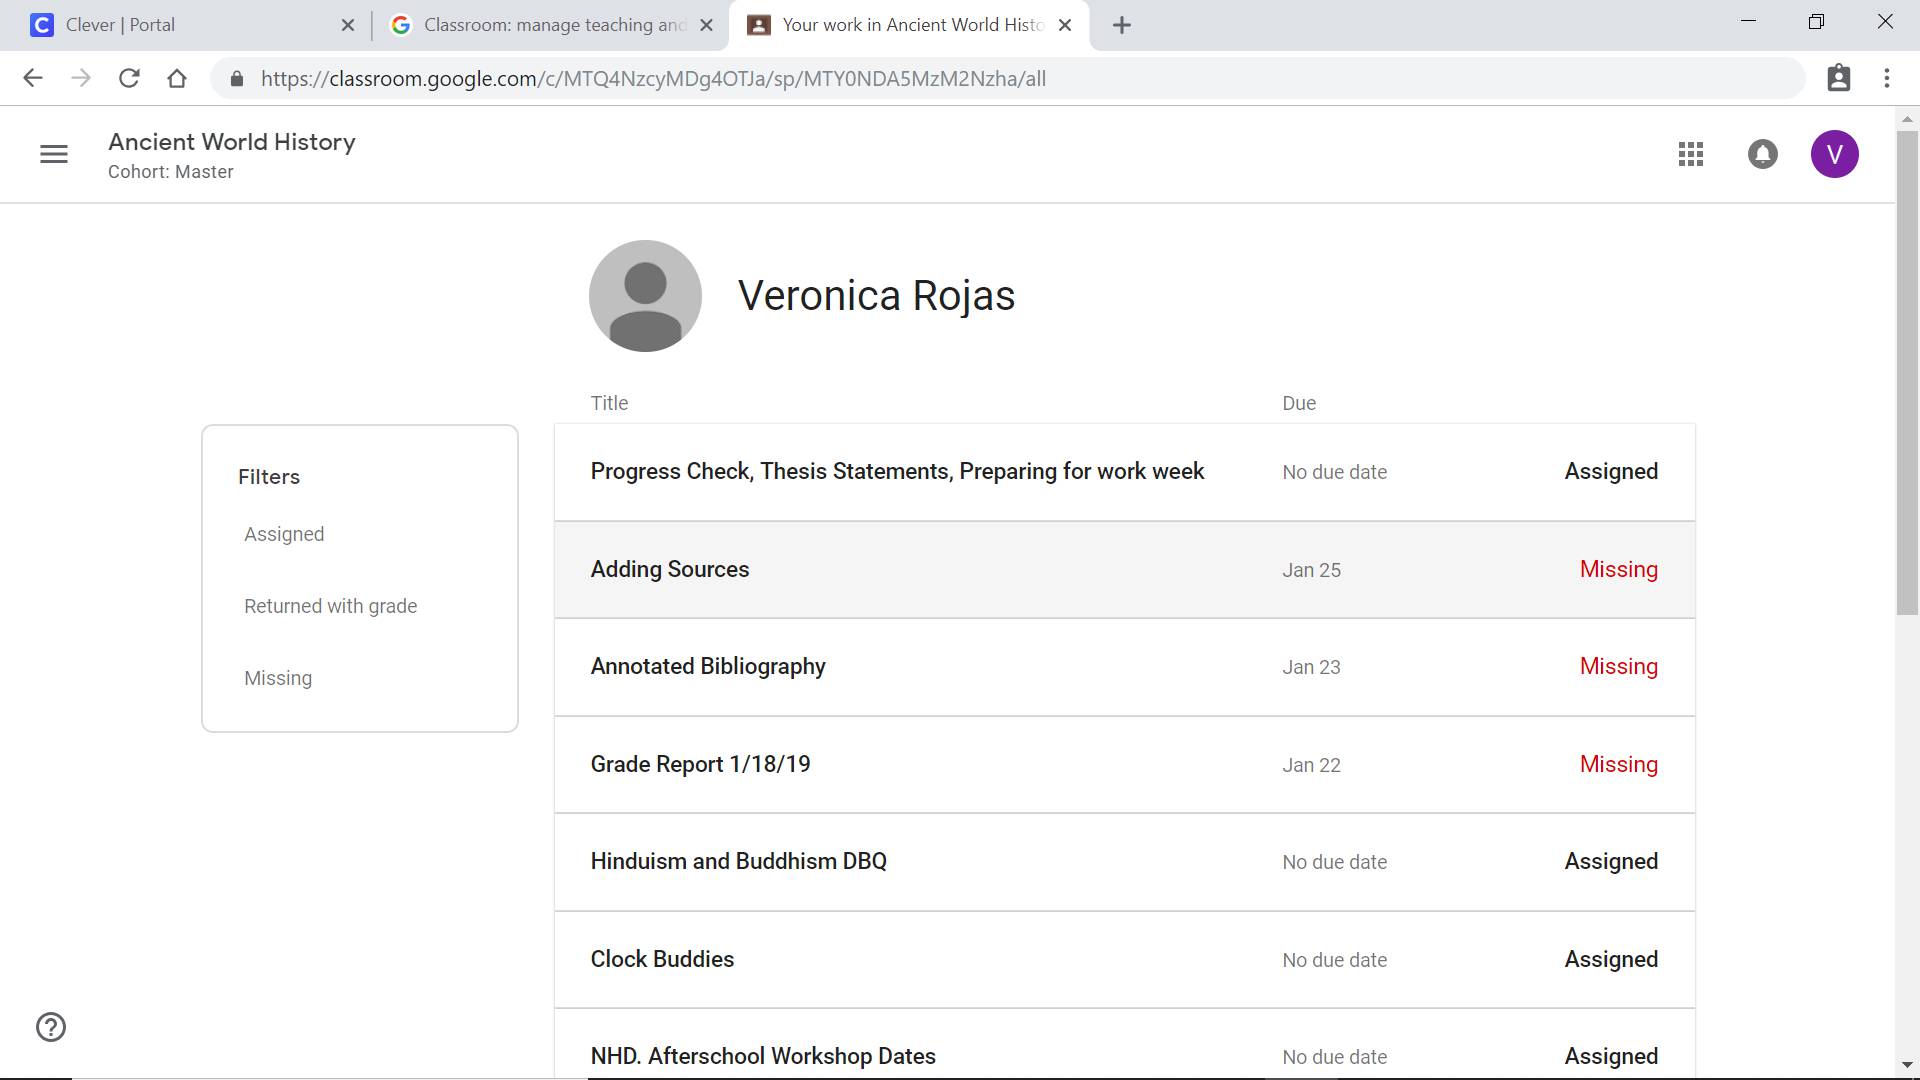 Clever | Portal
Classroom: manage teaching and
Your work in Ancient World Histo
https://classroom.google.com/c/MTQ4NzcyMDg4OTJa/sp/MTY0NDA5MzM2Nzha/all
Ancient World History
Cohort: Master
V
Veronica Rojas
Title Due
Filters
Assigned
Returned with grade
Missing
Progress Check, Thesis Statements, Preparing for work week No due date Assigned
Adding Sources Jan 25 Missing
Annotated Bibliography Jan 23 Missing
Grade Report 1/18/19 Jan 22 Missing
Hinduism and Buddhism DBQ No due date Assigned
Clock Buddies No due date Assigned
NHD. Afterschool Workshop Dates No due date Assigned